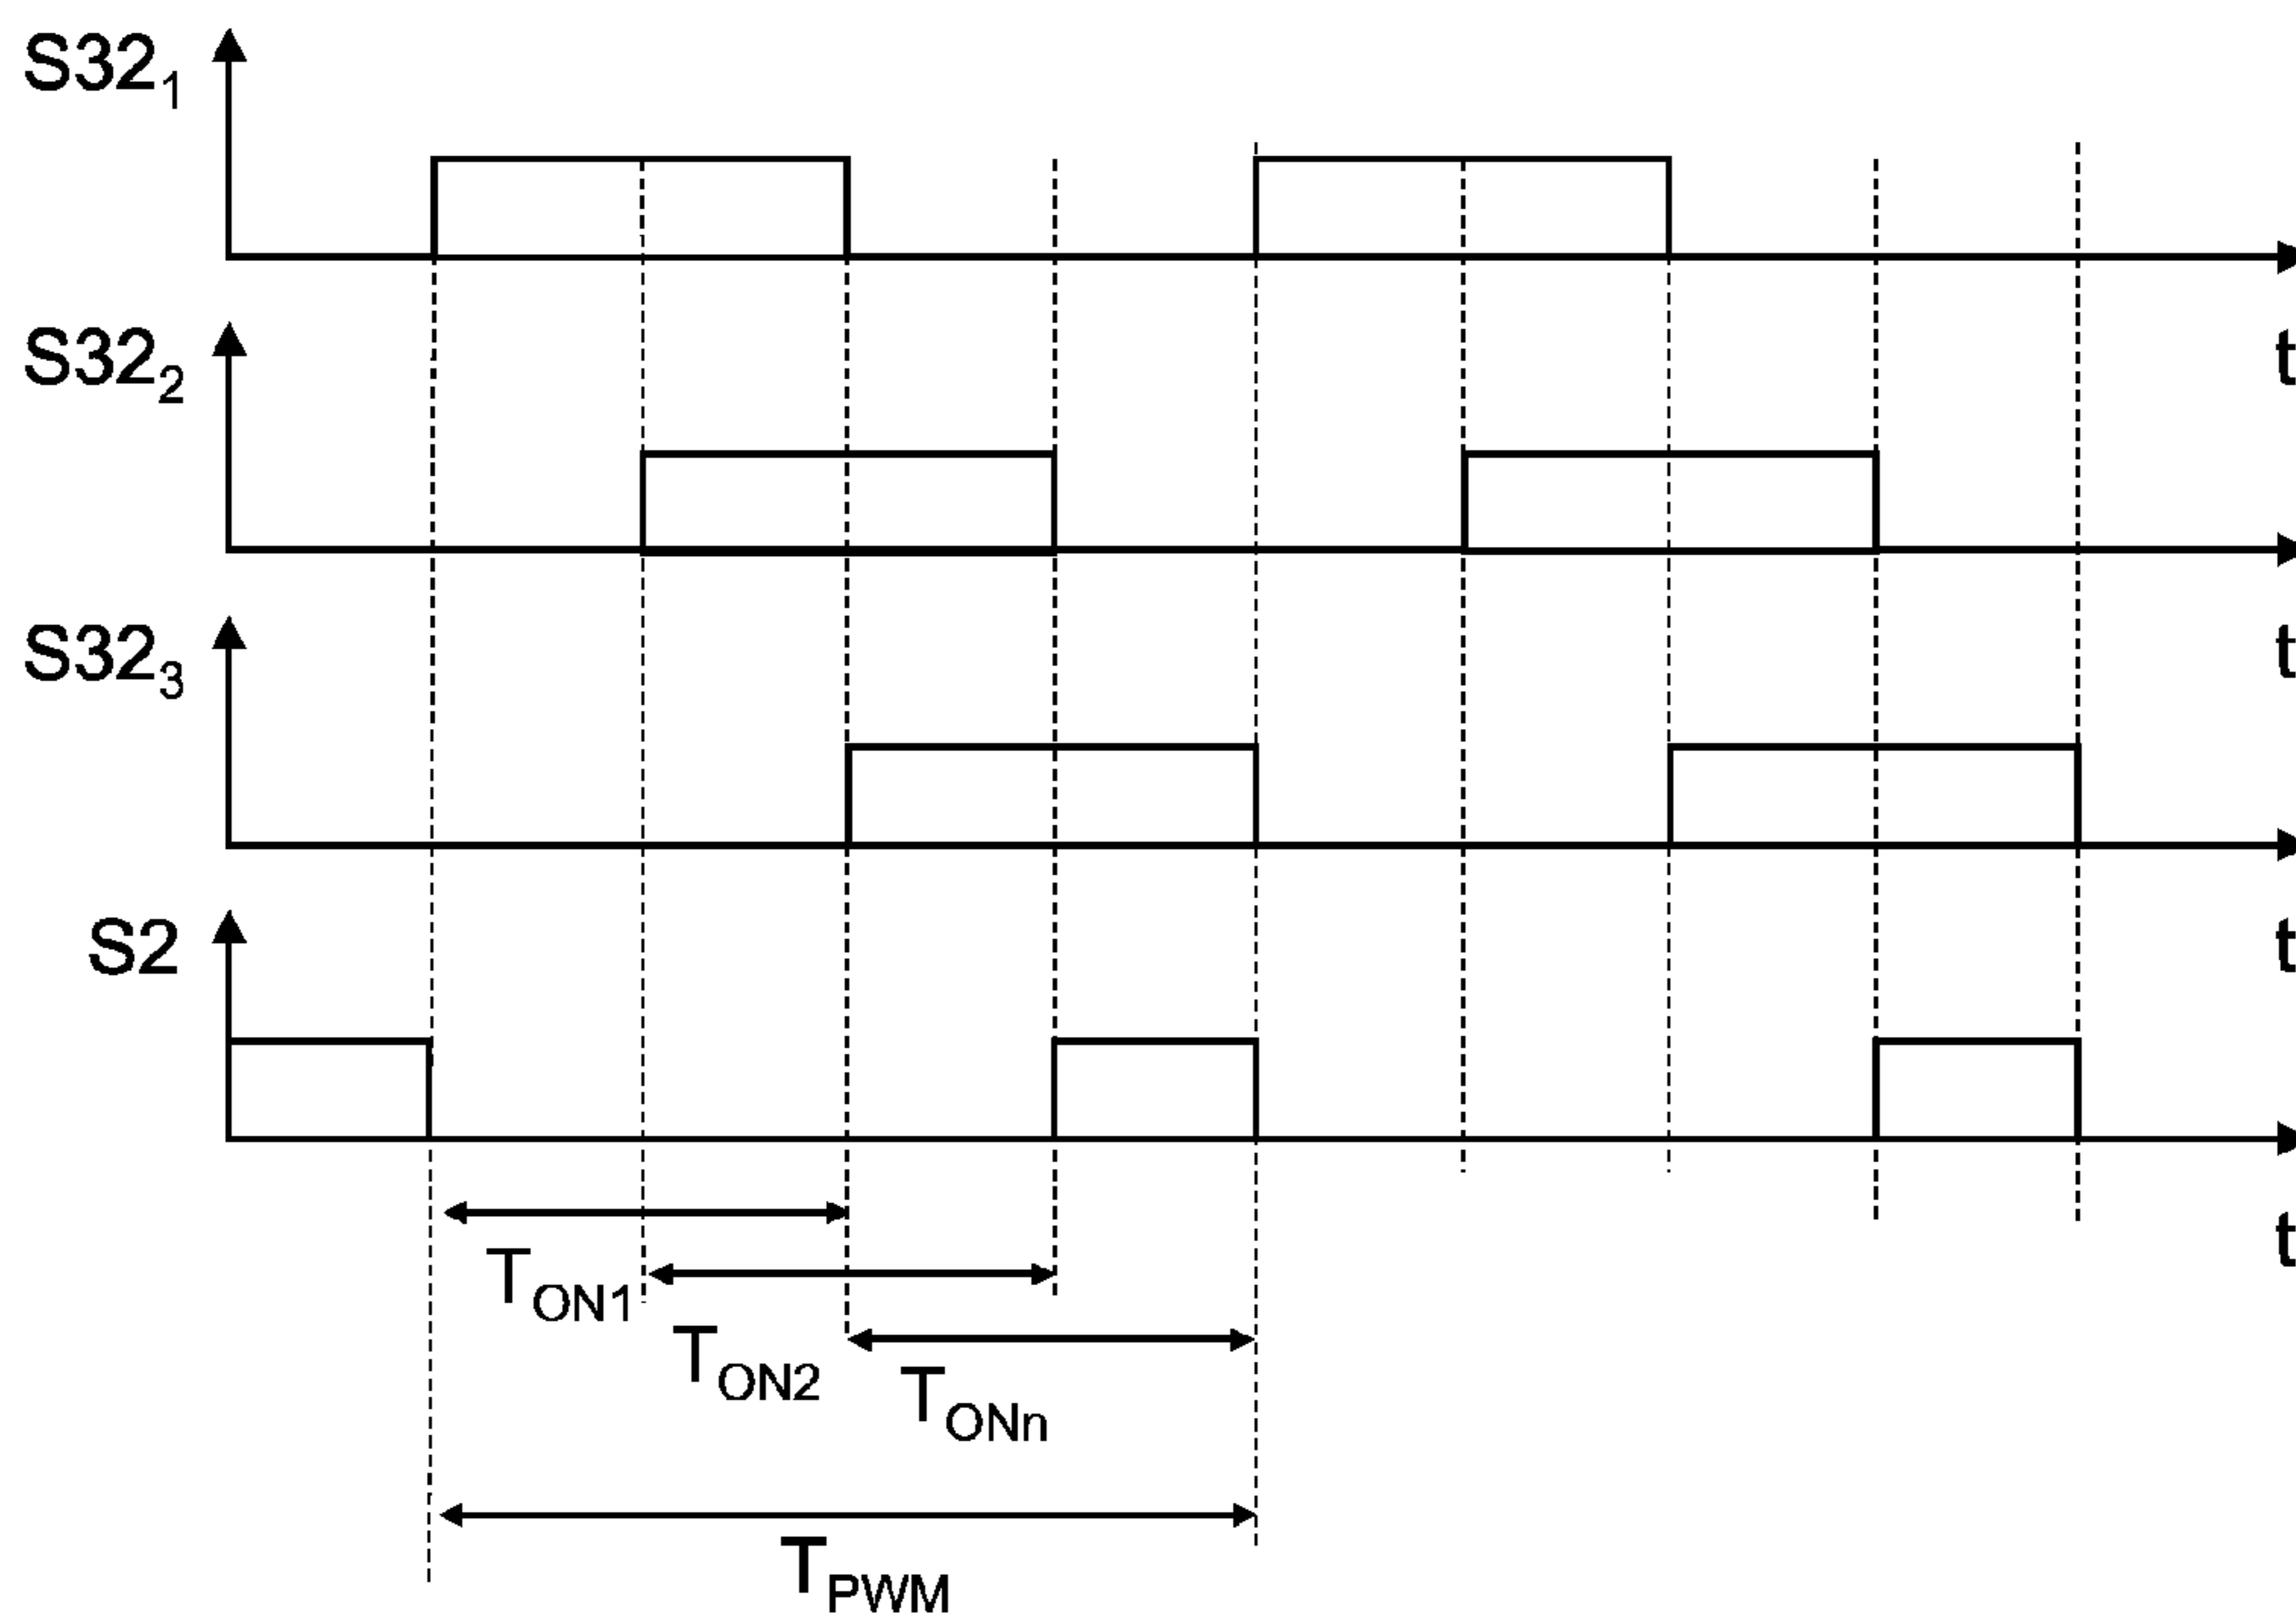 S32₁
S32₂
t
S32₃
t
S2
t
t
T_ON1
T_ON2
T_ONn
T_PWM